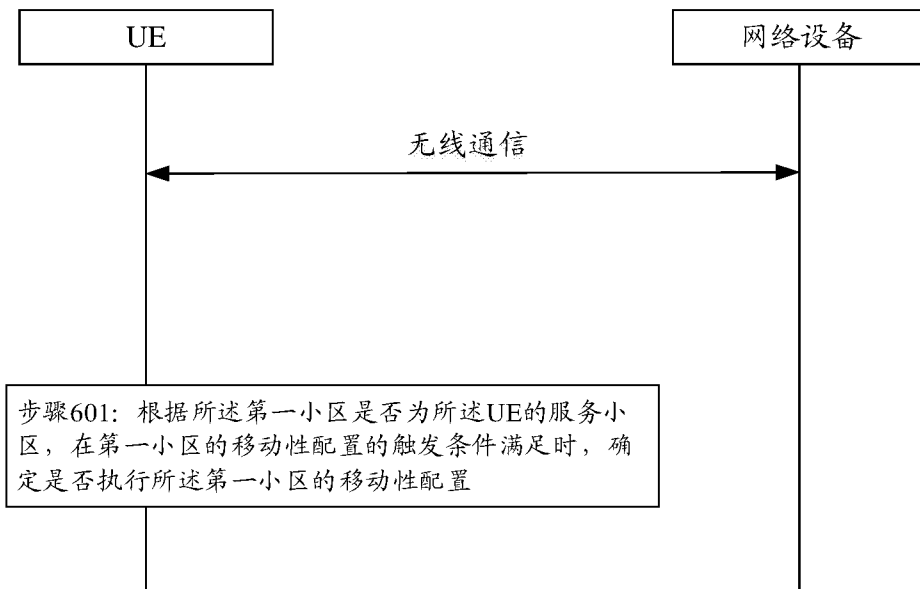 UE
网络设备
无线通信
步骤601：根据所述第一小区是否为所述UE的服务小
区，在第一小区的移动性配置的触发条件满足时，确
定是否执行所述第一小区的移动性配置